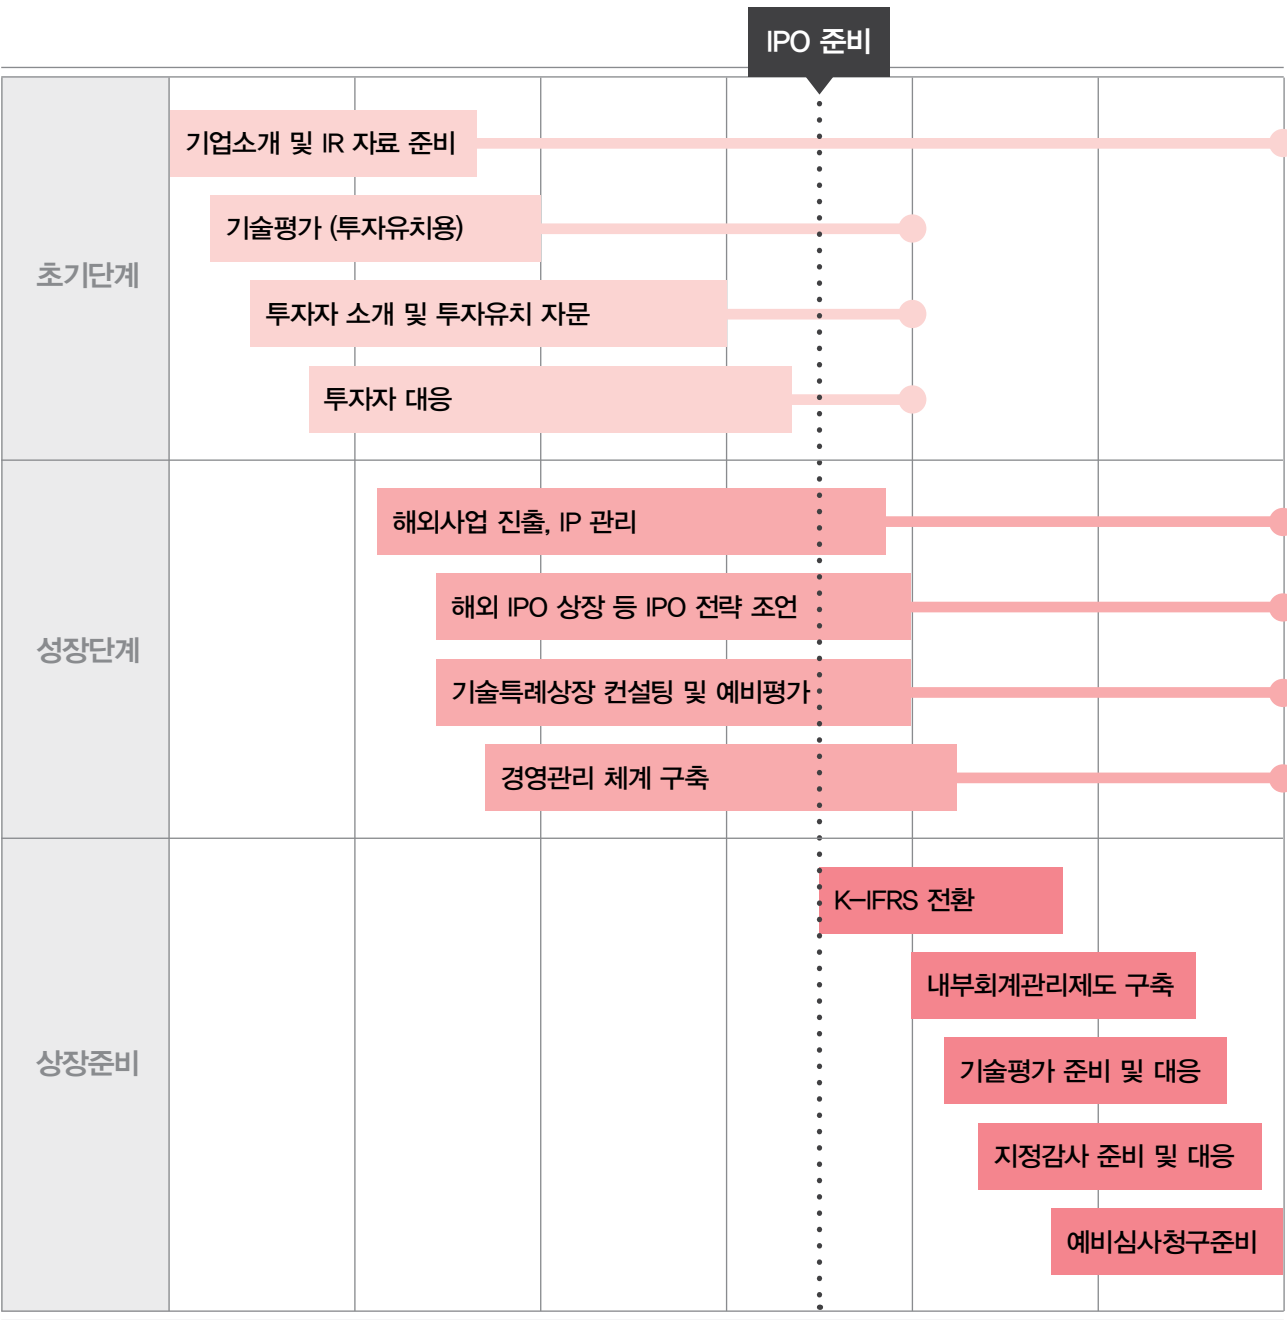 IPO 준비
초기단계
기업소개 및 IR 자료 준비
기술평가 (투자유치용)
투자자 소개 및 투자유치 자문
투자자 대응
성장단계
해외사업 진출, IP 관리
해외 IPO 상장 등 IPO 전략 조언
기술특례상장 컨설팅 및 예비평가
경영관리 체계 구축
상장준비
K-IFRS 전환
내부회계관리제도 구축
기술평가 준비 및 대응
지정감사 준비 및 대응
예비심사청구준비